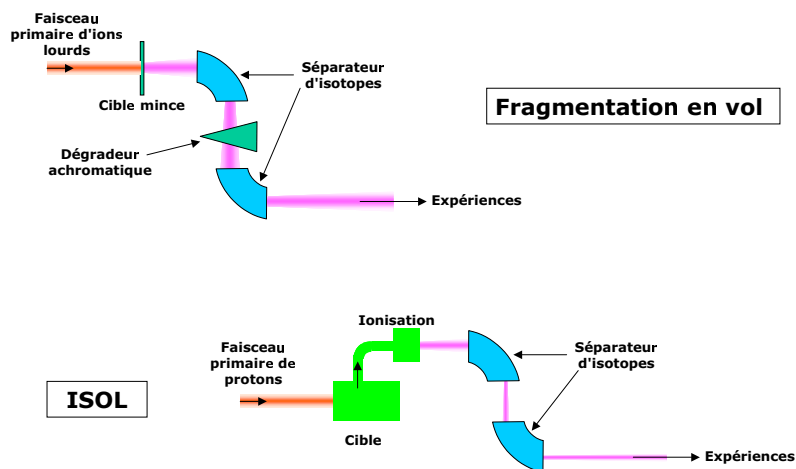 Faisceau
primaire d'ions
lourds
Cible mince
Séparateur
d'isotopes
Fragmentation en vol
Dégradeur
achromatique
Expériences
Ionisation
Faisceau
primaire de
protons
Séparateur
d'isotopes
ISOL
Cible
Expériences